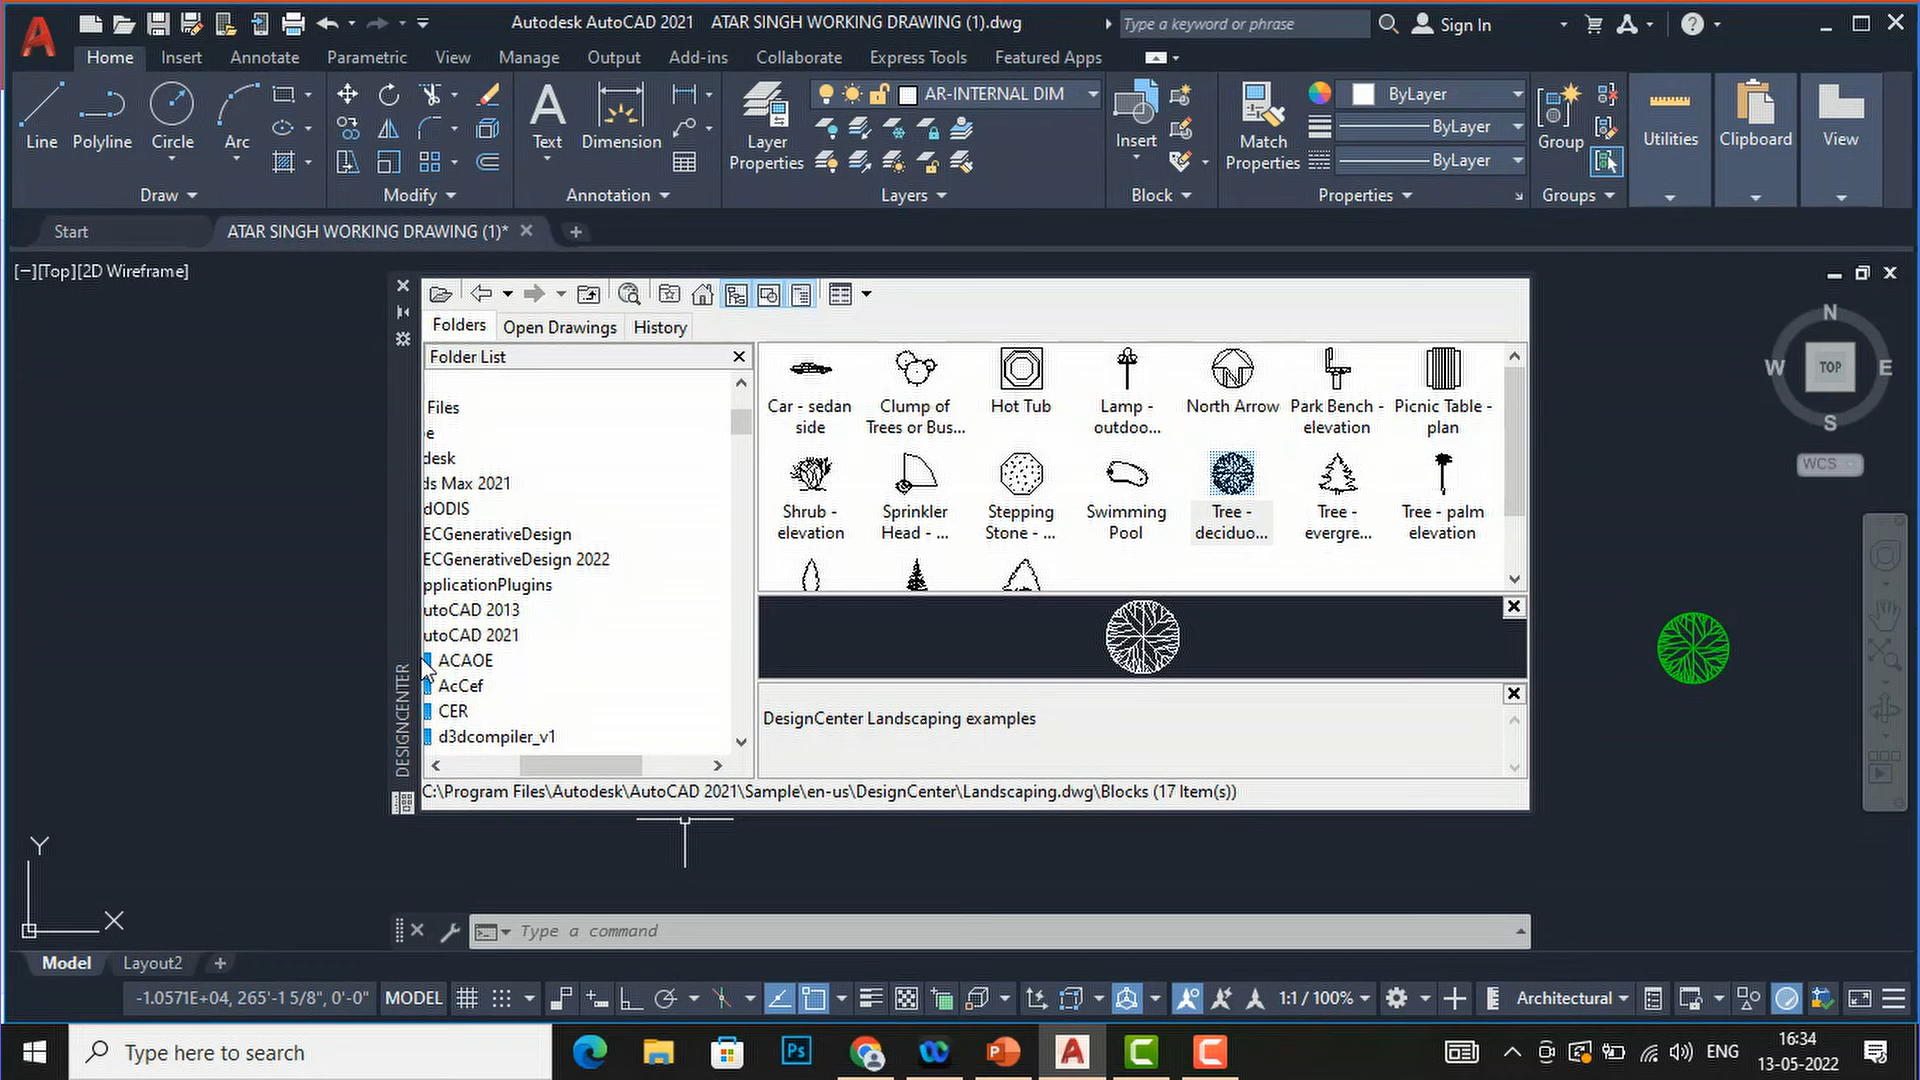 Autodesk AutoCAD 2021 ATAR SINGH WORKING DRAWING (1).dwg
Type a keyword or phrase
Sign In
Home Insert Annotate Parametric View Manage Output Add-ins Collaborate Express Tools Featured Apps
AR-INTERNAL DIM
ByLayer
ByLayer
ByLayer
Line Polyline Circle Arc
Text Dimension
Layer Properties
Insert
Match Properties
Group
Utilities Clipboard View
Draw Modify Annotation Layers Block Properties Groups
Start ATAR SINGH WORKING DRAWING (1)*
[−][Top][2D Wireframe]
N
W TOP E
S
WCS
Folders Open Drawings History
Folder List
Files
e
desk
ds Max 2021
dODIS
ECGenerativeDesign
ECGenerativeDesign 2022
pplicationPlugins
utoCAD 2013
utoCAD 2021
ACAOE
AcCef
CER
d3dcompiler_v1
Car - sedan side
Clump of Trees or Bus...
Hot Tub
Lamp - outdoo...
North Arrow
Park Bench - elevation
Picnic Table - plan
Shrub - elevation
Sprinkler Head - ...
Stepping Stone - ...
Swimming Pool
Tree - deciduo...
Tree - evergre...
Tree - palm elevation
DesignCenter Landscaping examples
DESIGNCENTER
C:\Program Files\Autodesk\AutoCAD 2021\Sample\en-us\DesignCenter\Landscaping.dwg\Blocks (17 Item(s))
Y
X
Type a command
Model Layout2
-1.0571E+04, 265'-1 5/8", 0'-0" MODEL
1:1 / 100%
Architectural
Type here to search
ENG
16:34
13-05-2022